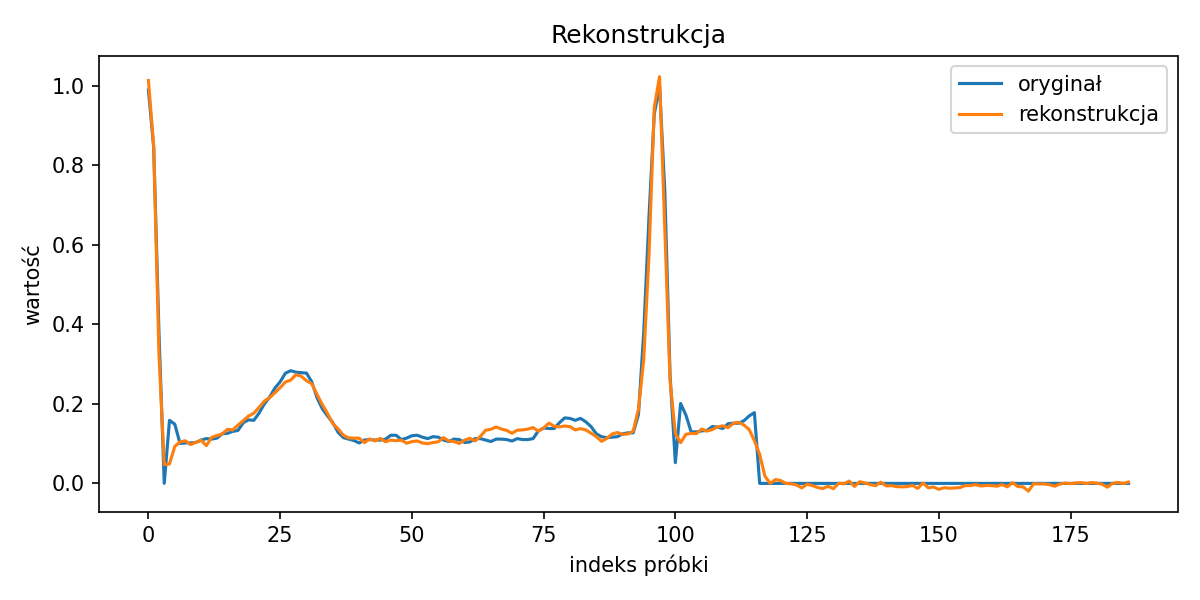 Rekonstrukcja
oryginał
rekonstrukcja
wartość
1.0
0.8
0.6
0.4
0.2
0.0
0 25 50 75 100 125 150 175
indeks próbki